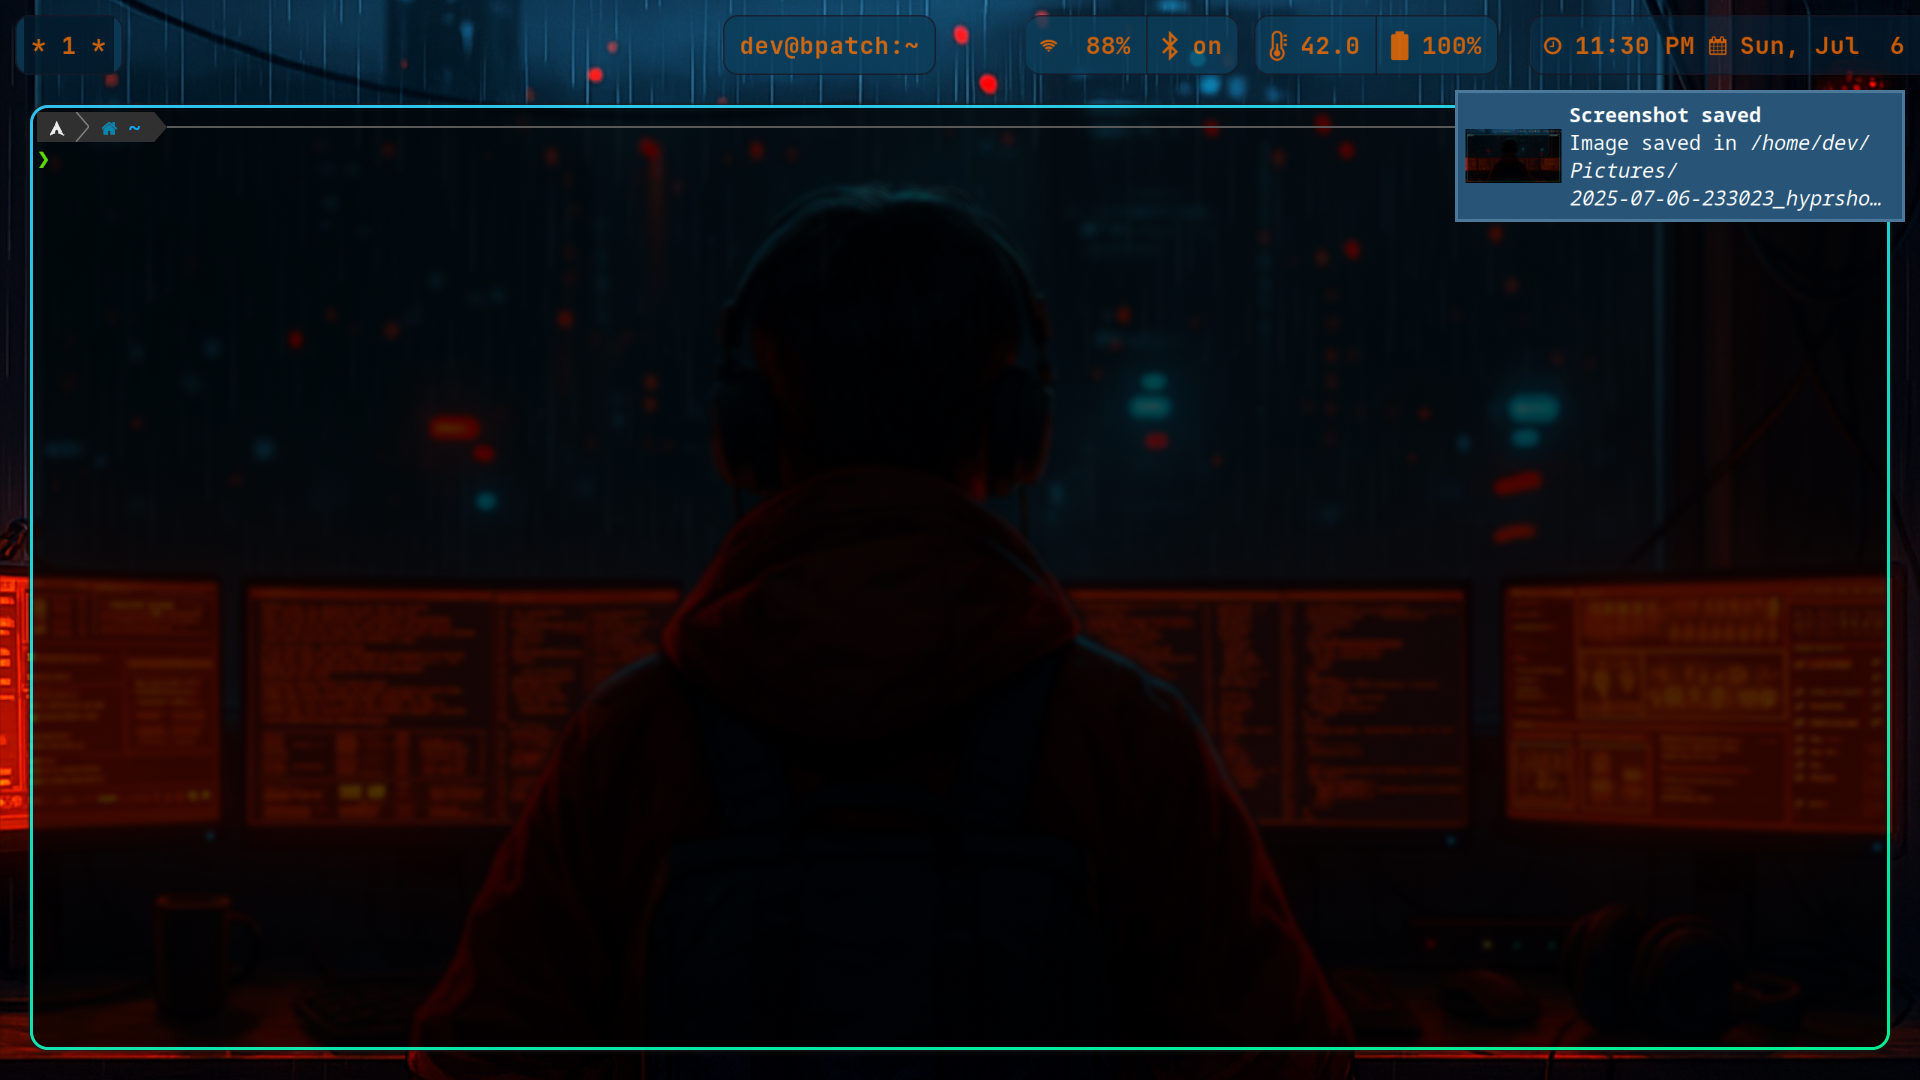 * 1 *
dev@bpatch:~
88%
on
42.0
100%
11:30 PM
Sun, Jul 6
~
❯
Screenshot saved
Image saved in /home/dev/
Pictures/
2025-07-06-233023_hyprsho…